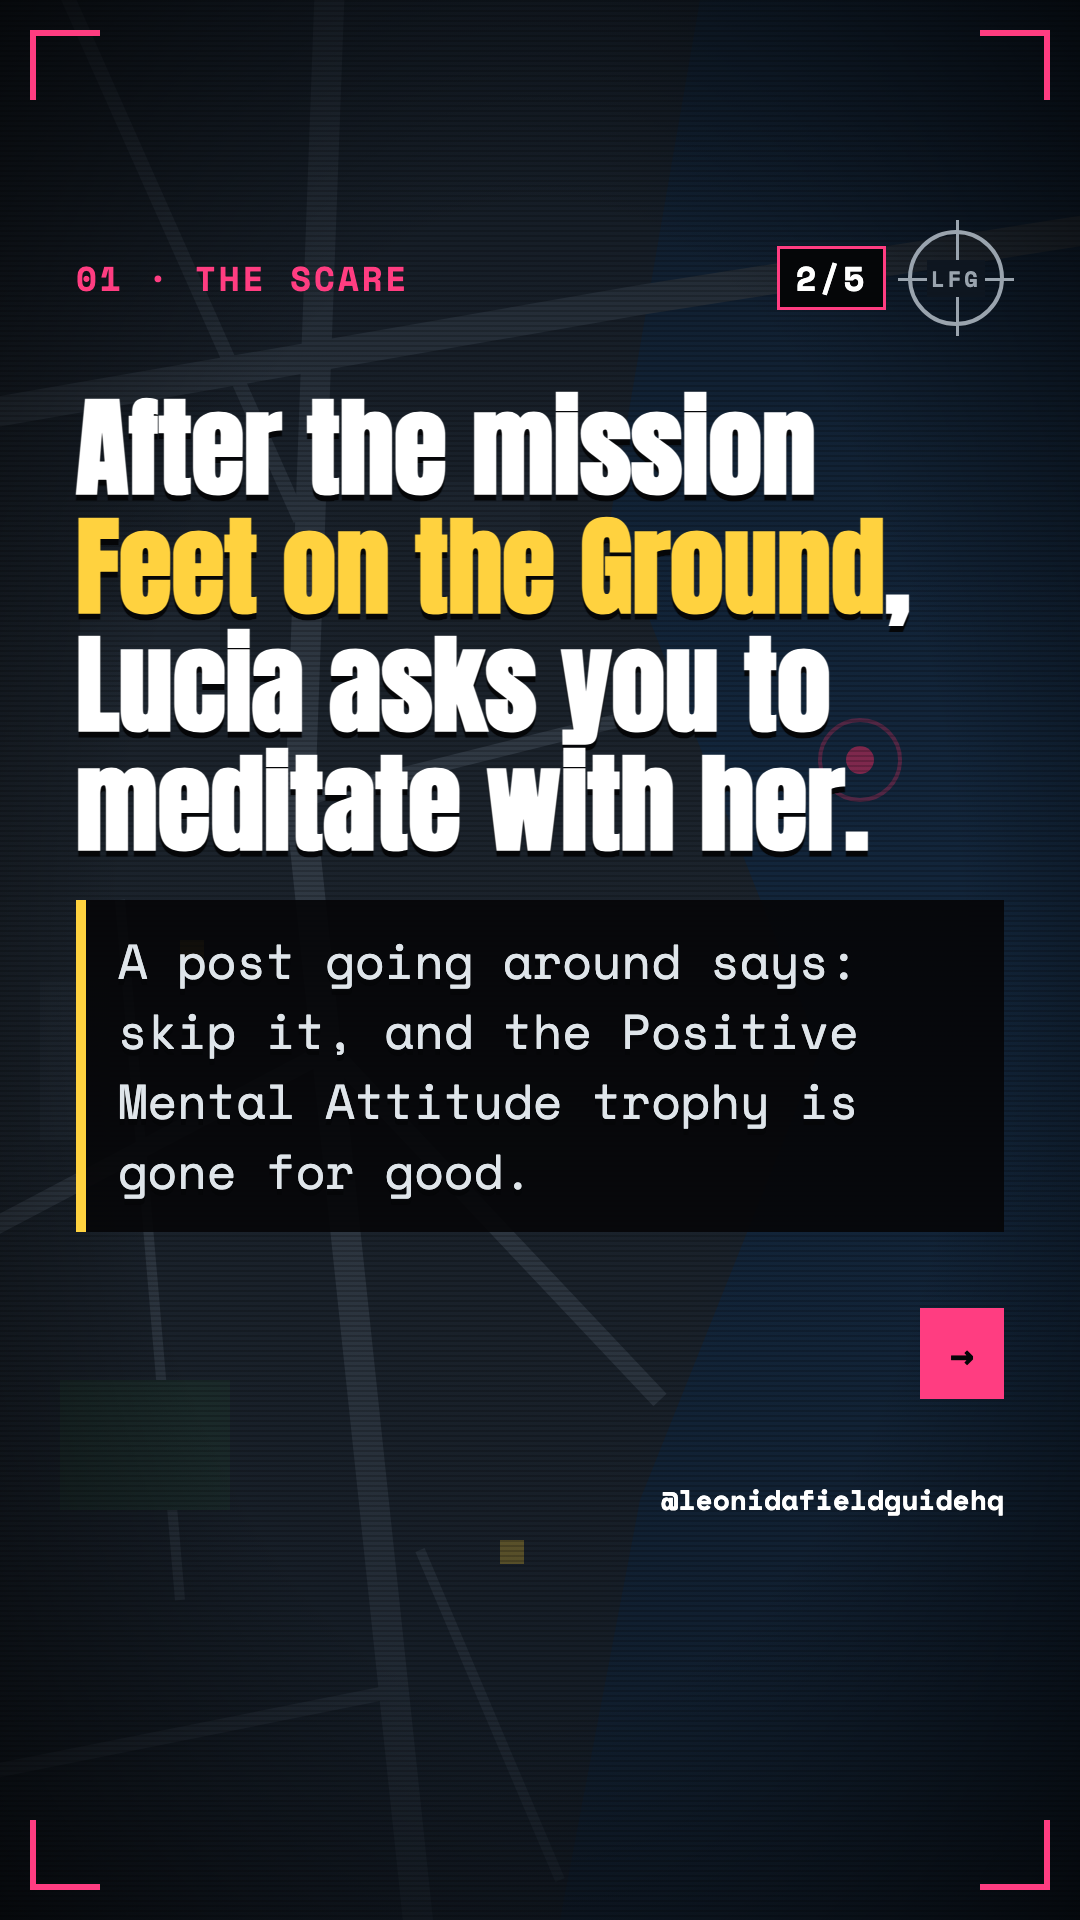 01 · THE SCARE
2/5
LFG
After the mission
Feet on the Ground,
Lucia asks you to
meditate with her.
A post going around says:
skip it, and the Positive
Mental Attitude trophy is
gone for good.
→
@leonidafieldguidehq